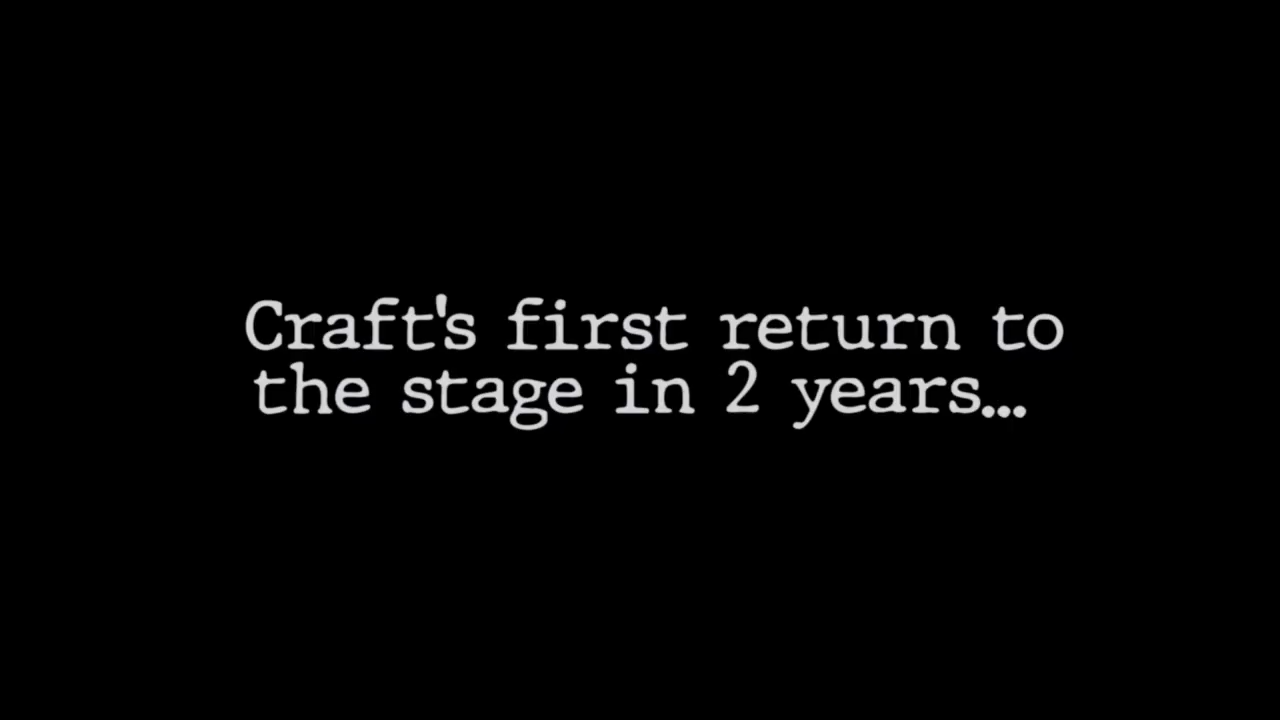 Craft's first return to
the stage in 2 years...